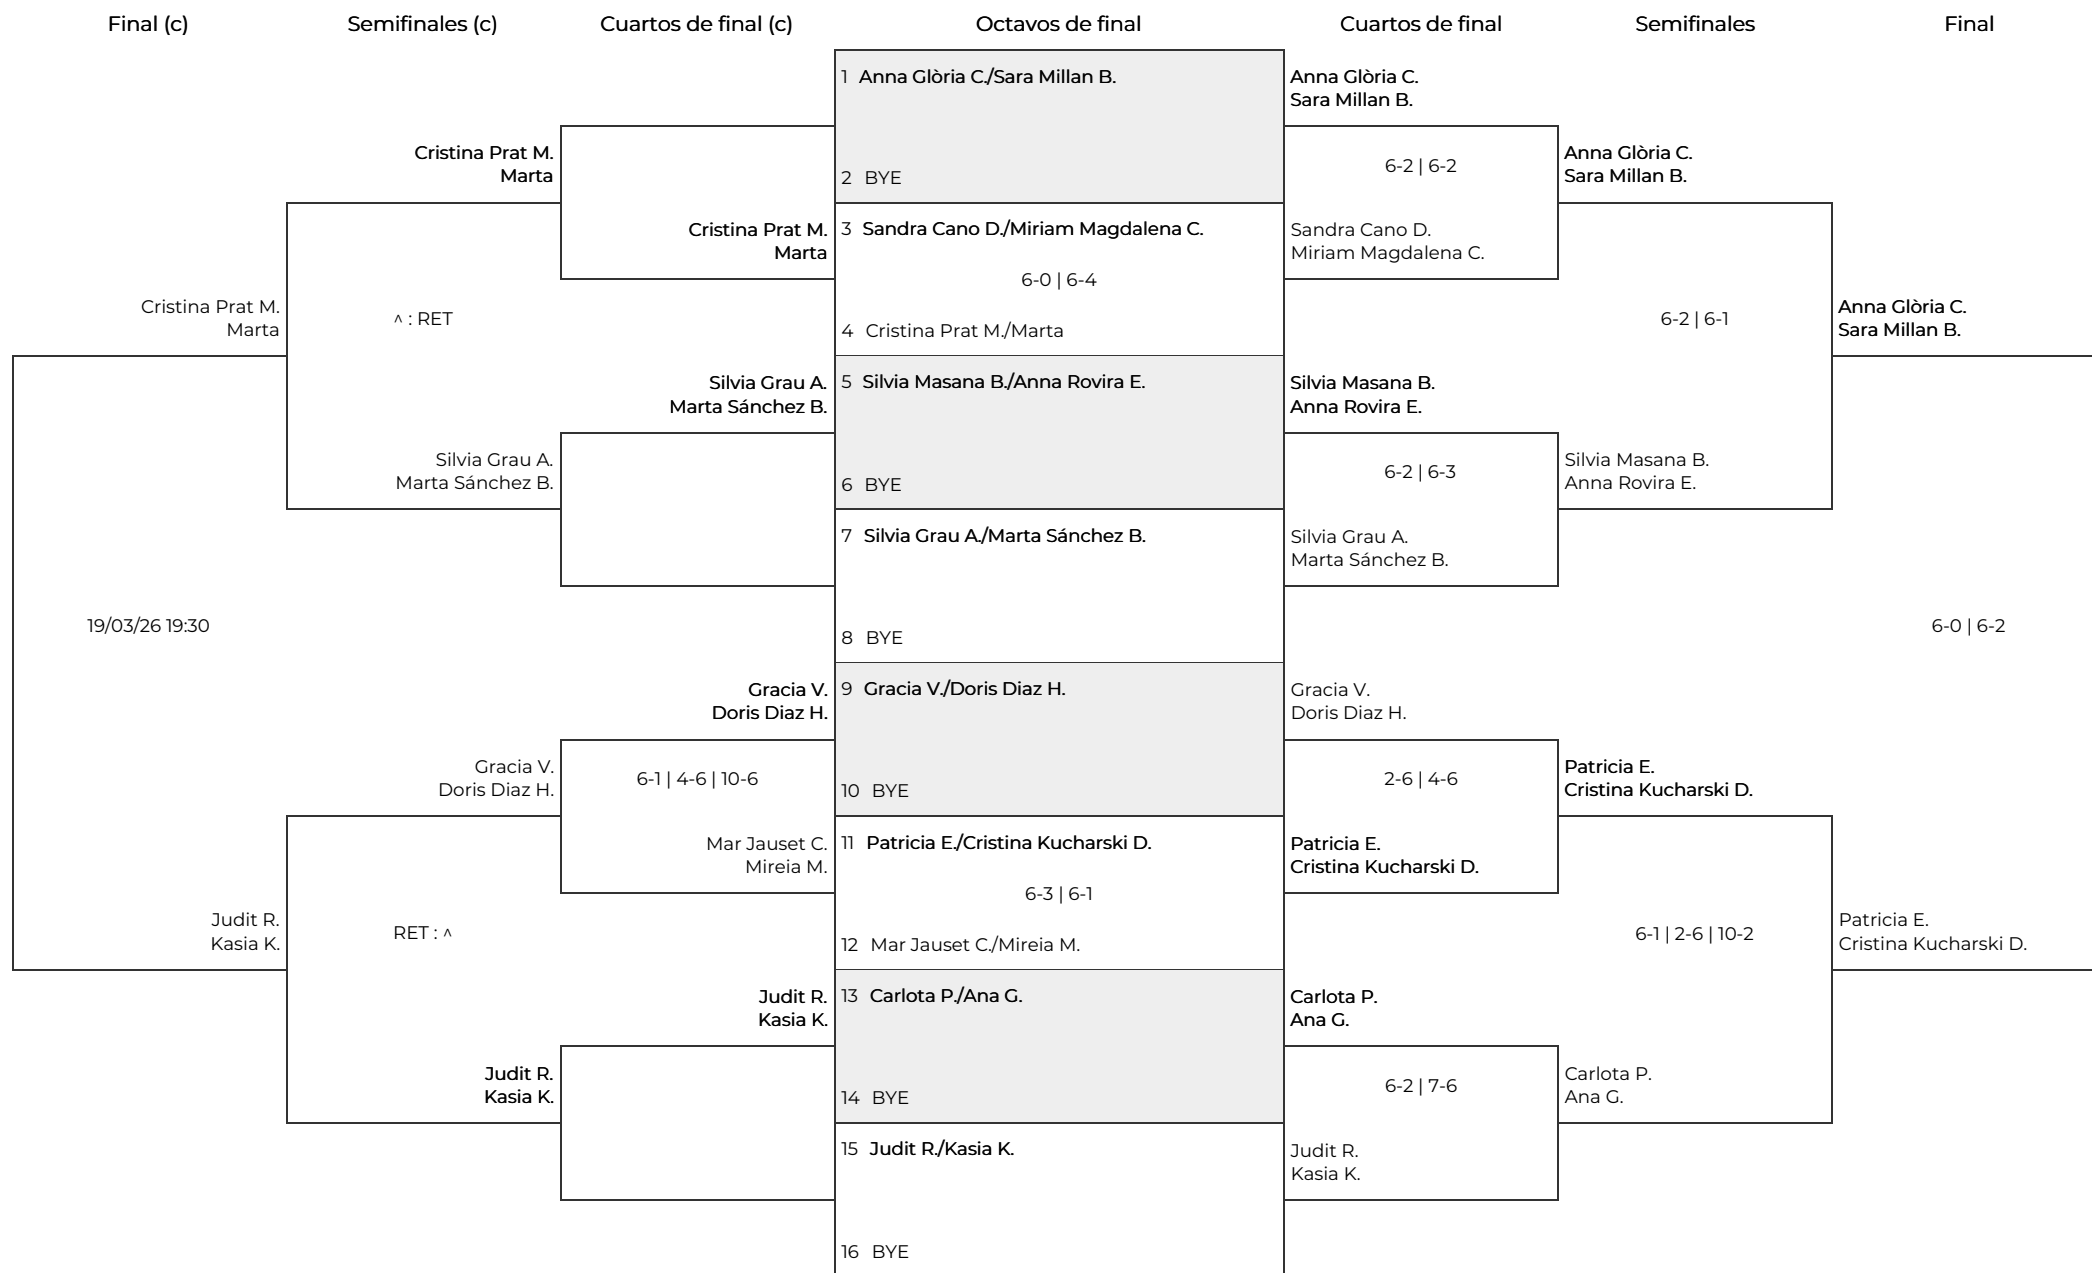 Final (c) Semifinales (c) Cuartos de final (c) Octavos de final Cuartos de final Semifinales Final
1 Anna Glòria C./Sara Millan B.
2 BYE
3 Sandra Cano D./Miriam Magdalena C.
6-0 | 6-4
4 Cristina Prat M./Marta
5 Silvia Masana B./Anna Rovira E.
6 BYE
7 Silvia Grau A./Marta Sánchez B.
8 BYE
9 Gracia V./Doris Diaz H.
10 BYE
11 Patricia E./Cristina Kucharski D.
6-3 | 6-1
12 Mar Jauset C./Mireia M.
13 Carlota P./Ana G.
14 BYE
15 Judit R./Kasia K.
16 BYE
Cristina Prat M.
Marta
Silvia Grau A.
Marta Sánchez B.
Gracia V.
Doris Diaz H.
6-1 | 4-6 | 10-6
Mar Jauset C.
Mireia M.
Judit R.
Kasia K.
Cristina Prat M.
Marta
^ : RET
Silvia Grau A.
Marta Sánchez B.
Gracia V.
Doris Diaz H.
RET : ^
Judit R.
Kasia K.
Cristina Prat M.
Marta
19/03/26 19:30
Judit R.
Kasia K.
Anna Glòria C.
Sara Millan B.
6-2 | 6-2
Sandra Cano D.
Miriam Magdalena C.
Silvia Masana B.
Anna Rovira E.
6-2 | 6-3
Silvia Grau A.
Marta Sánchez B.
Gracia V.
Doris Diaz H.
2-6 | 4-6
Patricia E.
Cristina Kucharski D.
Carlota P.
Ana G.
6-2 | 7-6
Judit R.
Kasia K.
Anna Glòria C.
Sara Millan B.
6-2 | 6-1
Silvia Masana B.
Anna Rovira E.
Patricia E.
Cristina Kucharski D.
6-1 | 2-6 | 10-2
Carlota P.
Ana G.
Anna Glòria C.
Sara Millan B.
6-0 | 6-2
Patricia E.
Cristina Kucharski D.